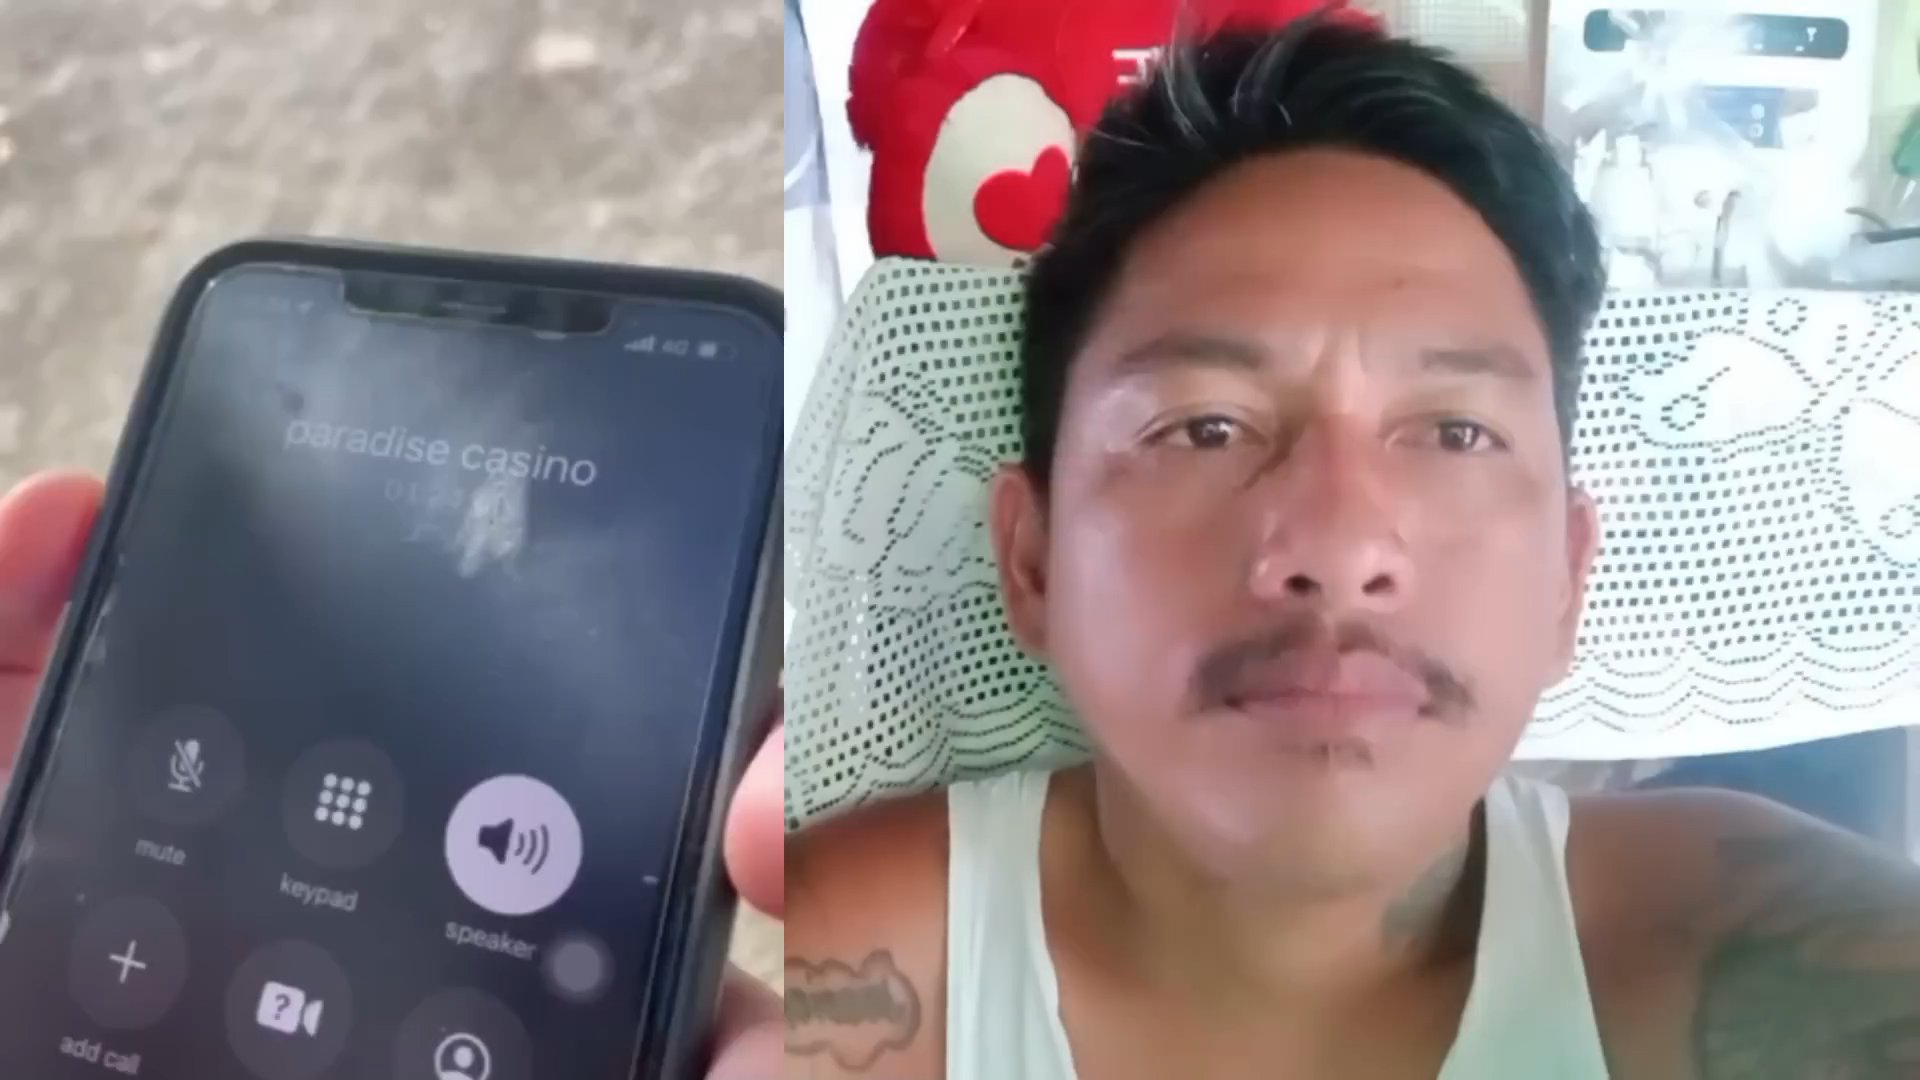 4G
paradise casino
mute
keypad
speaker
add call